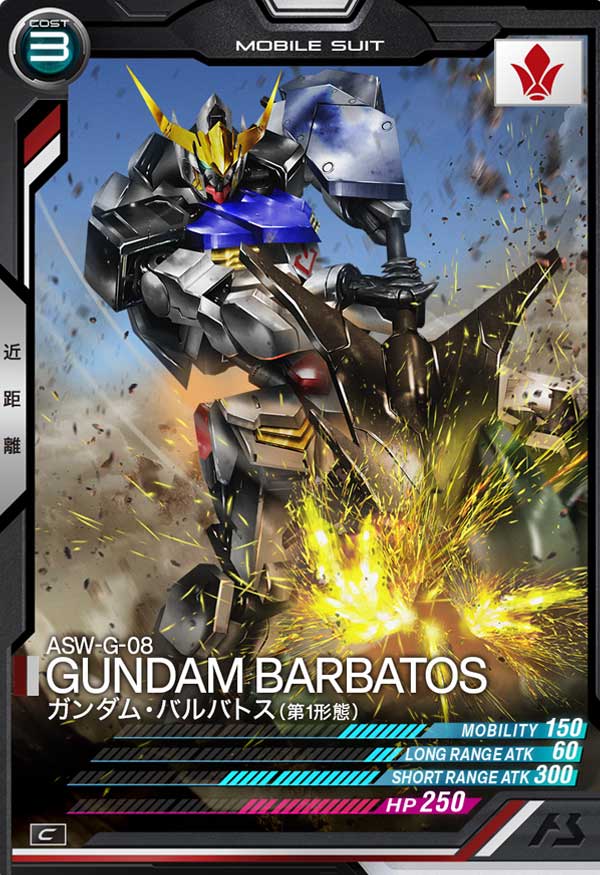 COST
3
MOBILE SUIT
近距離
ASW-G-08
GUNDAM BARBATOS
ガンダム・バルバトス(第1形態)
MOBILITY 150
LONG RANGE ATK 60
SHORT RANGE ATK 300
HP 250
C